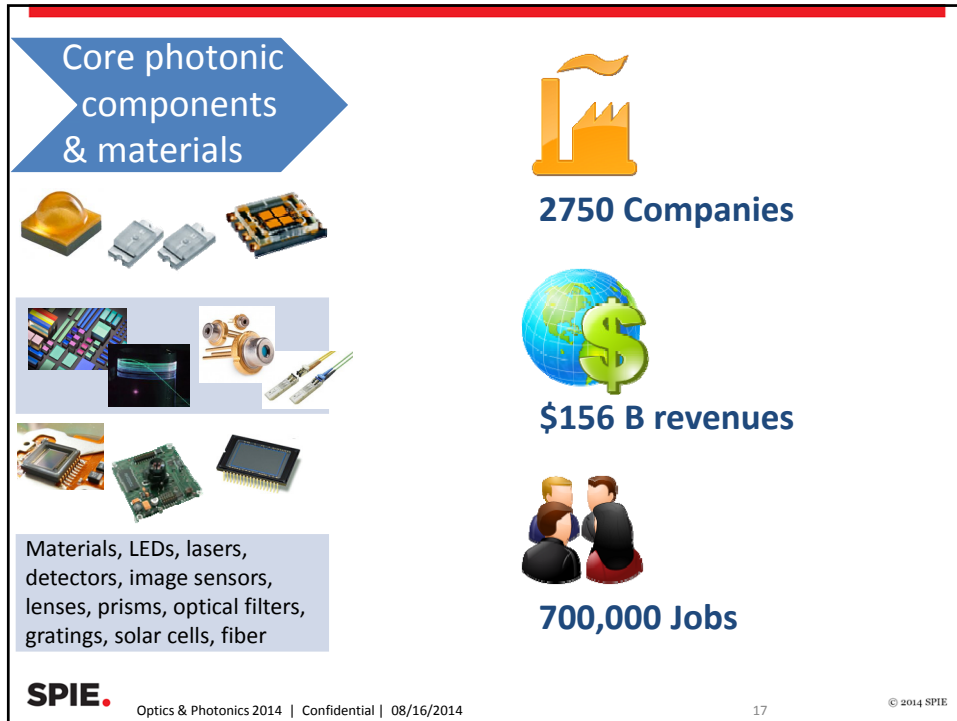 Core photonic
components
& materials
2750 Companies
$156 B revenues
Materials, LEDs, lasers,
detectors, image sensors,
lenses, prisms, optical filters,
gratings, solar cells, fiber
700,000 Jobs
SPIE.
Optics & Photonics 2014 | Confidential | 08/16/2014
17
© 2014 SPIE